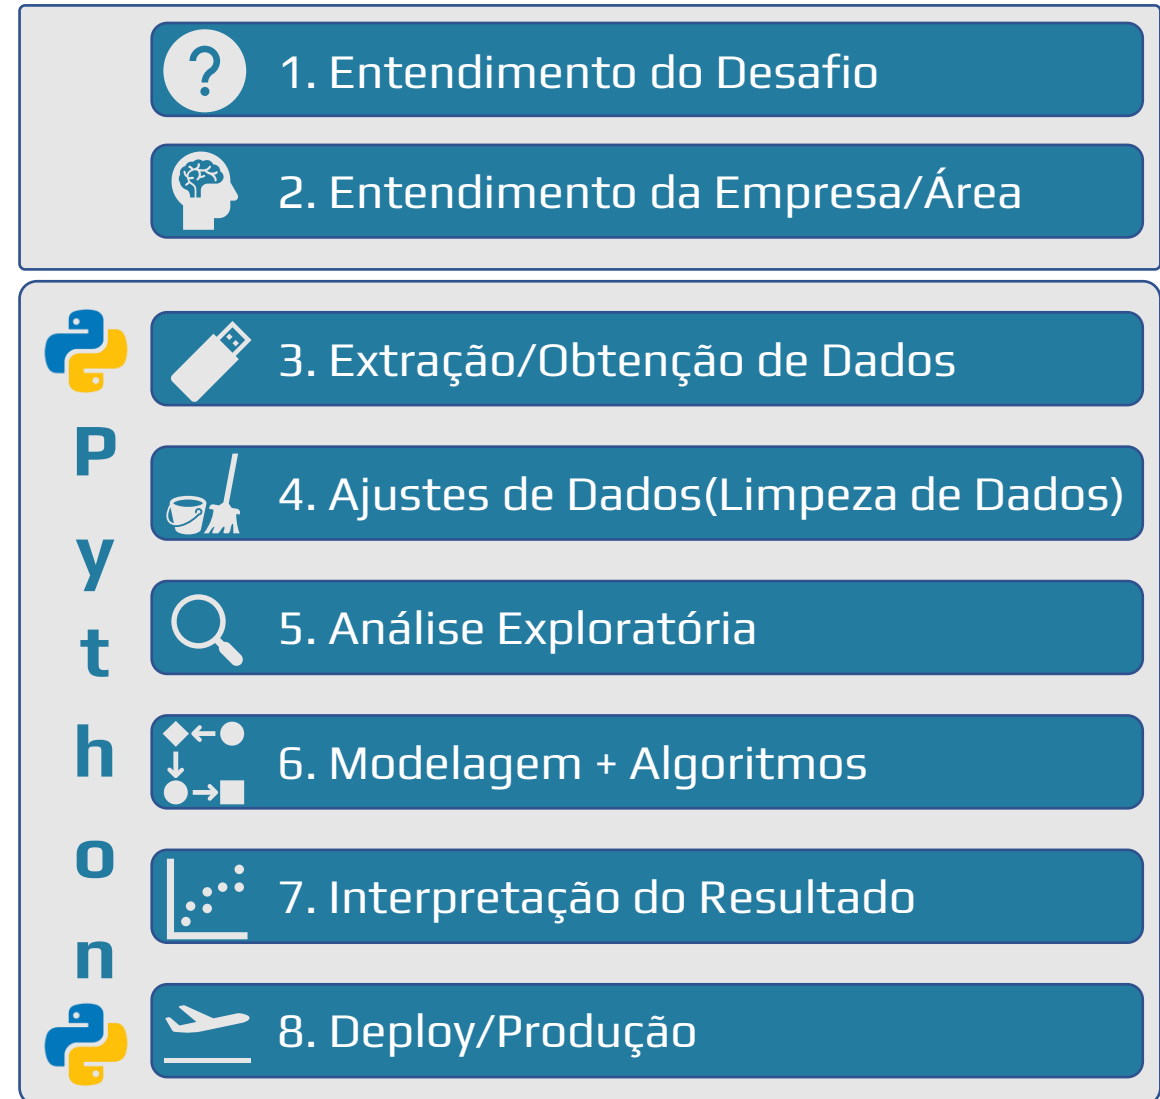 1. Entendimento do Desafio
2. Entendimento da Empresa/Área
Python
3. Extração/Obtenção de Dados
4. Ajustes de Dados(Limpeza de Dados)
5. Análise Exploratória
6. Modelagem + Algoritmos
7. Interpretação do Resultado
8. Deploy/Produção